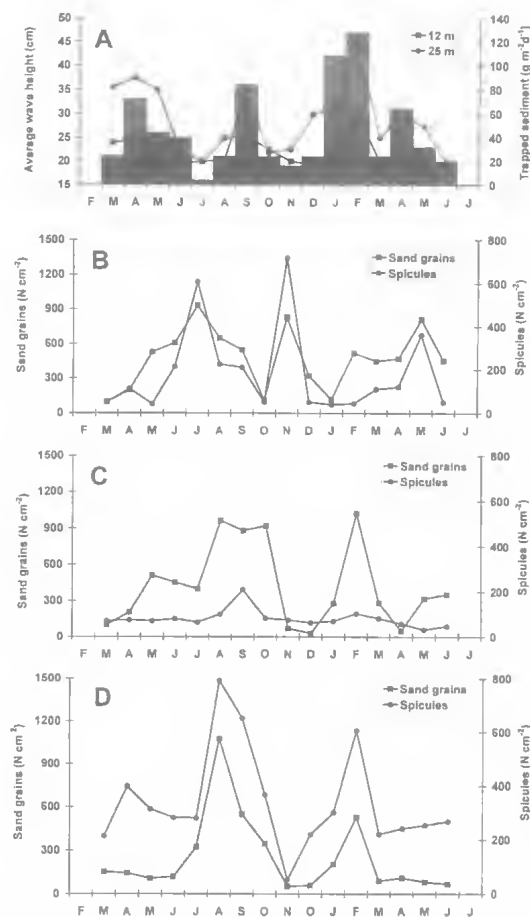 A
12 m
25 m
Average wave height (cm)
50
45
40
35
30
25
20
15
Trapped sediment (g m⁻²d⁻¹)
140
120
100
80
60
40
20
0
F M A M J J A S O N D J F M A M J J
B
Sand grains
Spicules
Sand grains (N cm⁻²)
1500
1200
900
600
300
0
Spicules (N cm⁻²)
800
600
400
200
0
F M A M J J A S O N D J F M A M J J
C
Sand grains
Spicules
Sand grains (N cm⁻²)
1500
1200
900
600
300
0
Spicules (N cm⁻²)
800
600
400
200
0
F M A M J J A S O N D J F M A M J J
D
Sand grains
Spicules
Sand grains (N cm⁻²)
1500
1200
900
600
300
0
Spicules (N cm⁻²)
800
600
400
200
0
F M A M J J A S O N D J F M A M J J